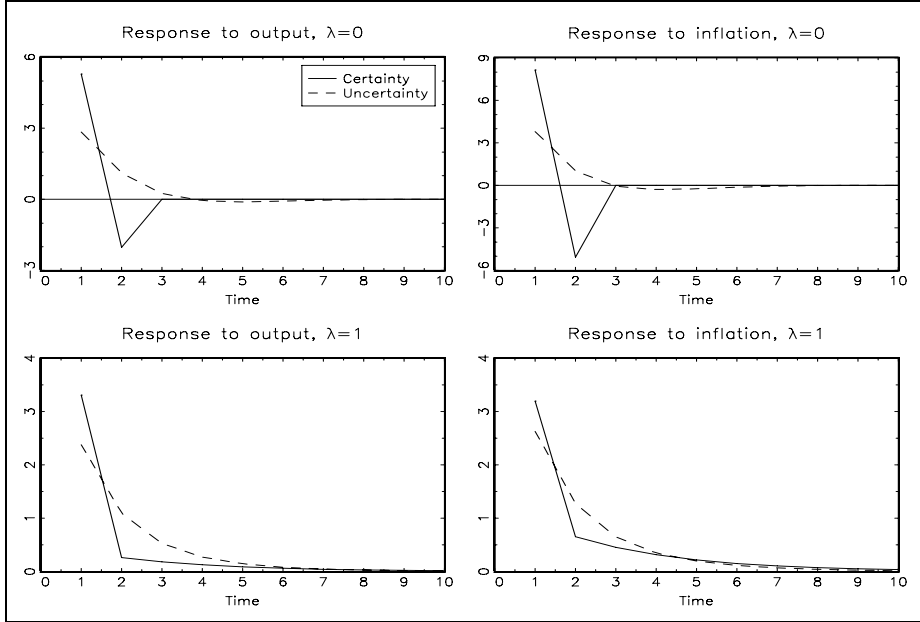 Response to output, λ=0
6
3
0
−3
Certainty
Uncertainty
0 1 2 3 4 5 6 7 8 9 10
Time
Response to inflation, λ=0
9
6
3
0
−3
−6
0 1 2 3 4 5 6 7 8 9 10
Time
Response to output, λ=1
4
3
2
1
0
0 1 2 3 4 5 6 7 8 9 10
Time
Response to inflation, λ=1
4
3
2
1
0
0 1 2 3 4 5 6 7 8 9 10
Time